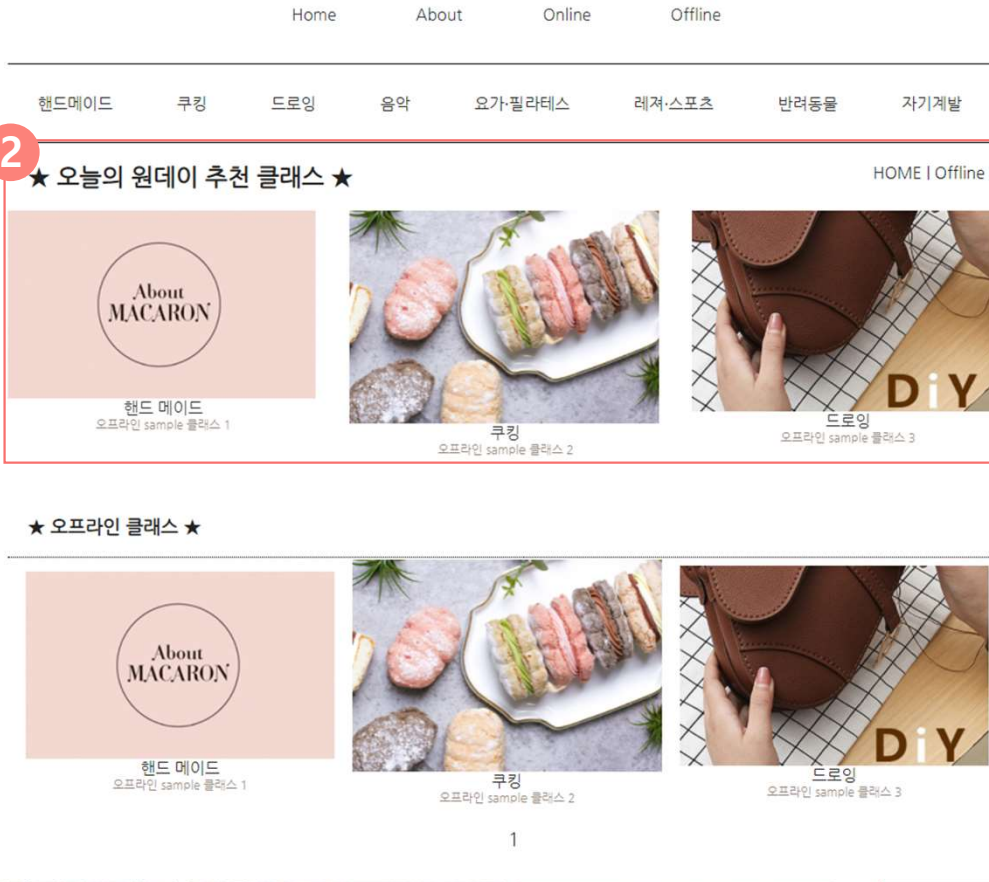 Home About Online Offline
핸드메이드 쿠킹 드로잉 음악 요가·필라테스 레져·스포츠 반려동물 자기계발
2
★ 오늘의 원데이 추천 클래스 ★
HOME | Offline
About
MACARON
DiY
핸드 메이드
오프라인 sample 클래스 1
쿠킹
오프라인 sample 클래스 2
드로잉
오프라인 sample 클래스 3
★ 오프라인 클래스 ★
About
MACARON
DiY
핸드 메이드
오프라인 sample 클래스 1
쿠킹
오프라인 sample 클래스 2
드로잉
오프라인 sample 클래스 3
1